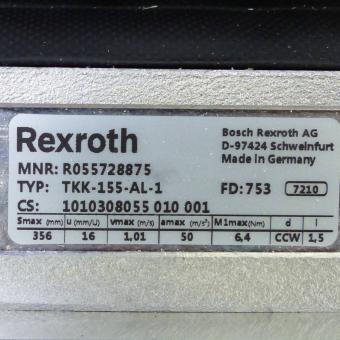 Rexroth
Bosch Rexroth AG
D-97424 Schweinfurt
Made in Germany
MNR: R055728875
TYP: TKK-155-AL-1
FD: 753 7210
CS: 1010308055 010 001
Smax (mm) u (mm/U) vmax (m/s) amax (m/s²) M1max(Nm) d i
356 16 1,01 50 6,4 CCW 1,5